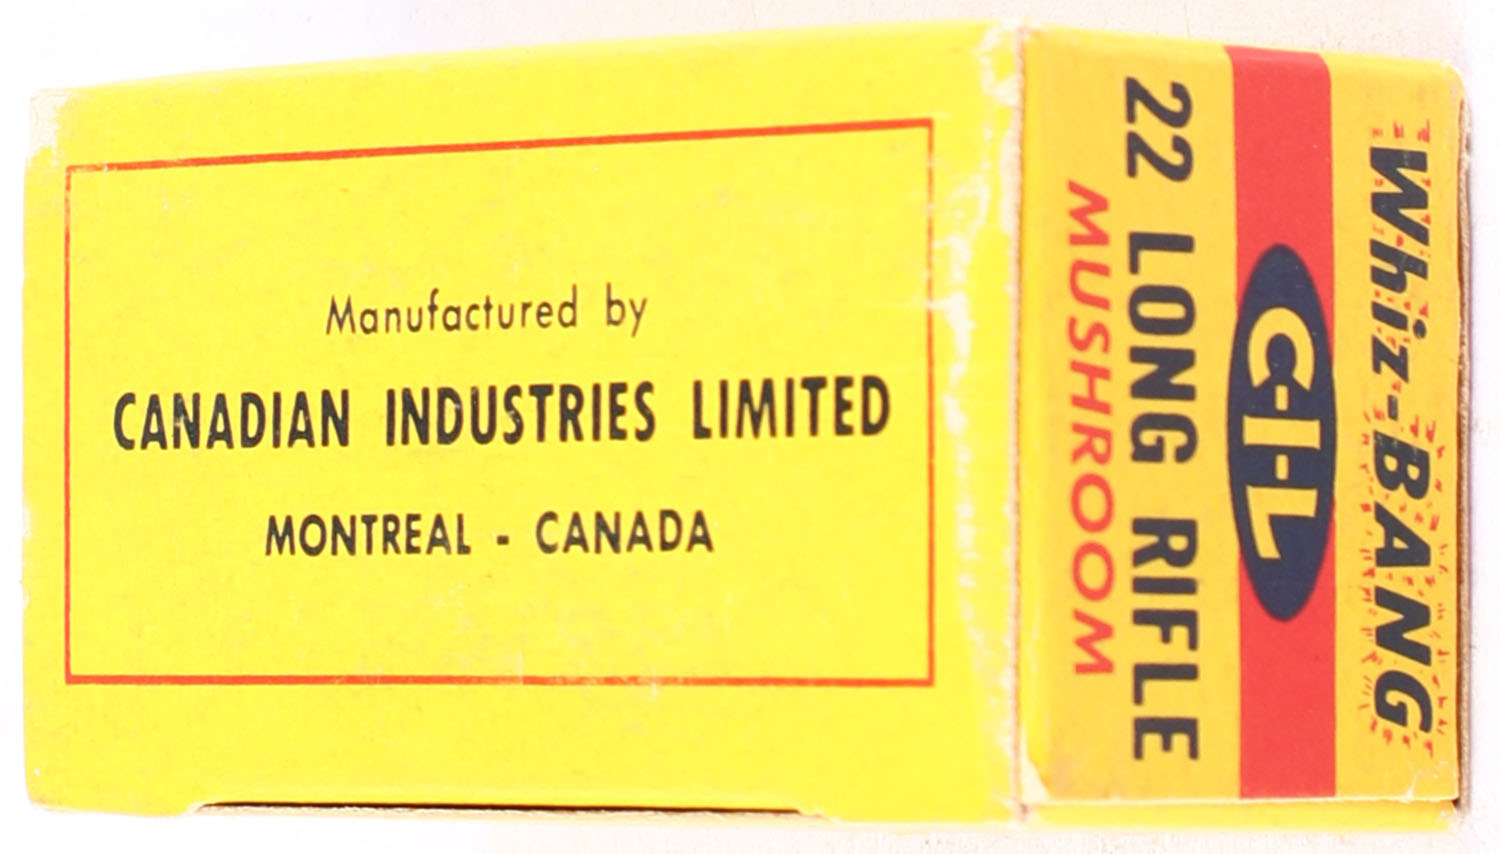 Manufactured by
CANADIAN INDUSTRIES LIMITED
MONTREAL - CANADA
Whiz-BANG
C-I-L
22 LONG RIFLE
MUSHROOM